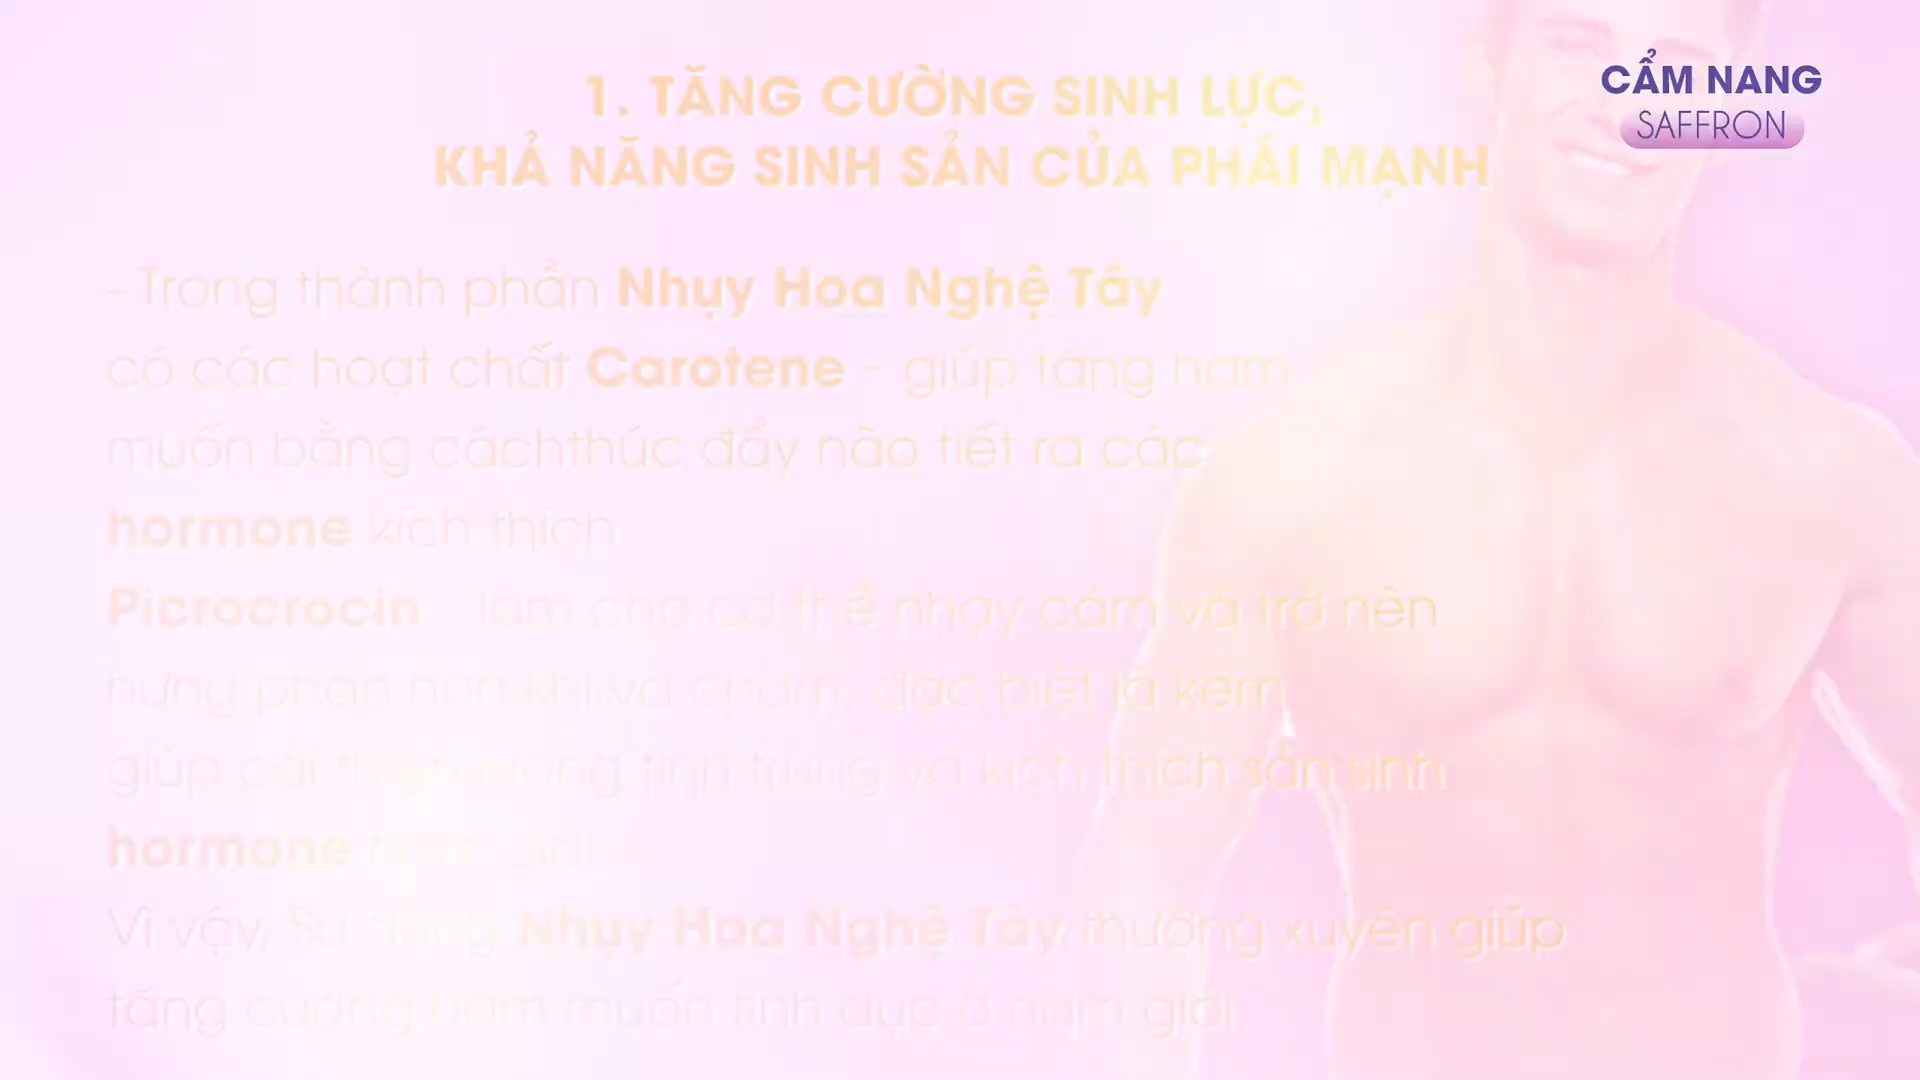 CẨM NANG
SAFFRON
1. TĂNG CƯỜNG SINH LỰC,
KHẢ NĂNG SINH SẢN CỦA PHÁI MẠNH
- Trong thành phần Nhụy Hoa Nghệ Tây
có các hoạt chất Carotene - giúp tăng ham
muốn bằng cáchthúc đẩy não tiết ra các
hormone kích thích
Picrocrocin - làm cho cơ thể nhạy cảm và trở nên
hưng phấn hơn khi va chạm, đặc biệt là kẽm
giúp cải thiện lượng tinh trùng và kích thích sản sinh
hormone nam giới
Vì vậy, Sử dụng Nhụy Hoa Nghệ Tây thường xuyên giúp
tăng cường ham muốn tình dục ở nam giới